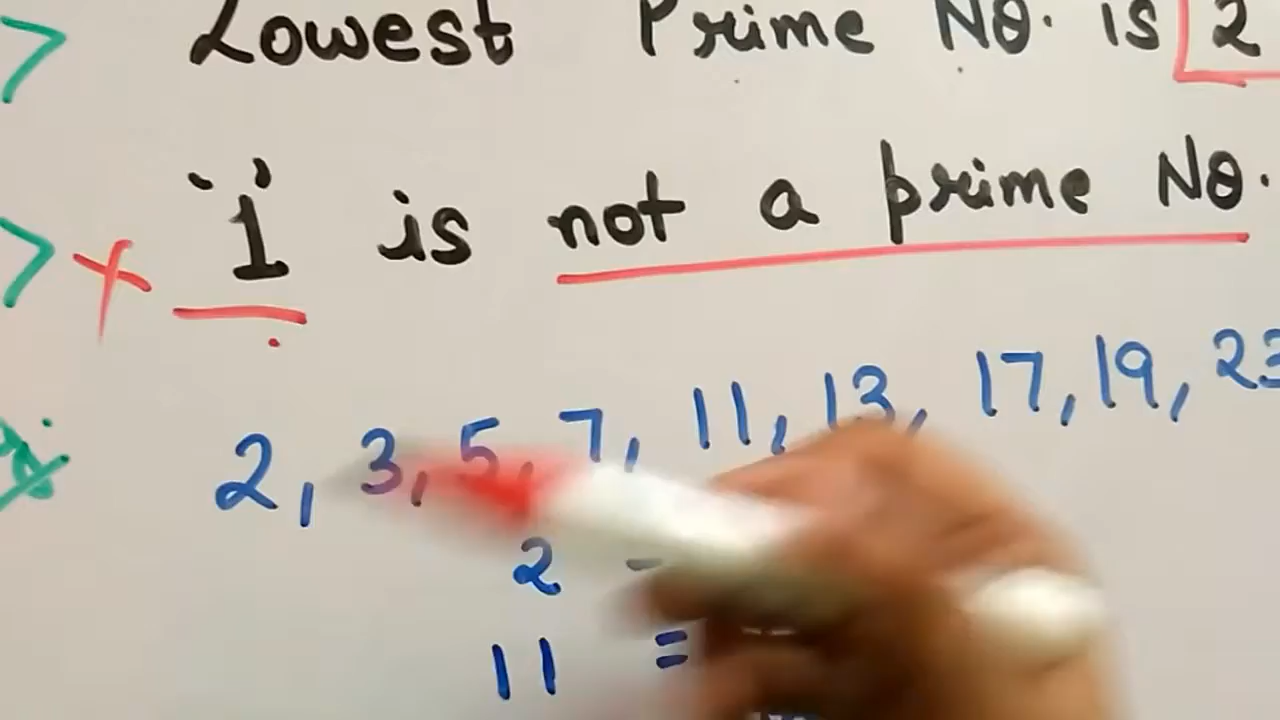 > Lowest Prime No. is 2
> × 1 is not a prime No.
2, 3, 5, 7, 11, 13, 17, 19, 23
2 -
11 =